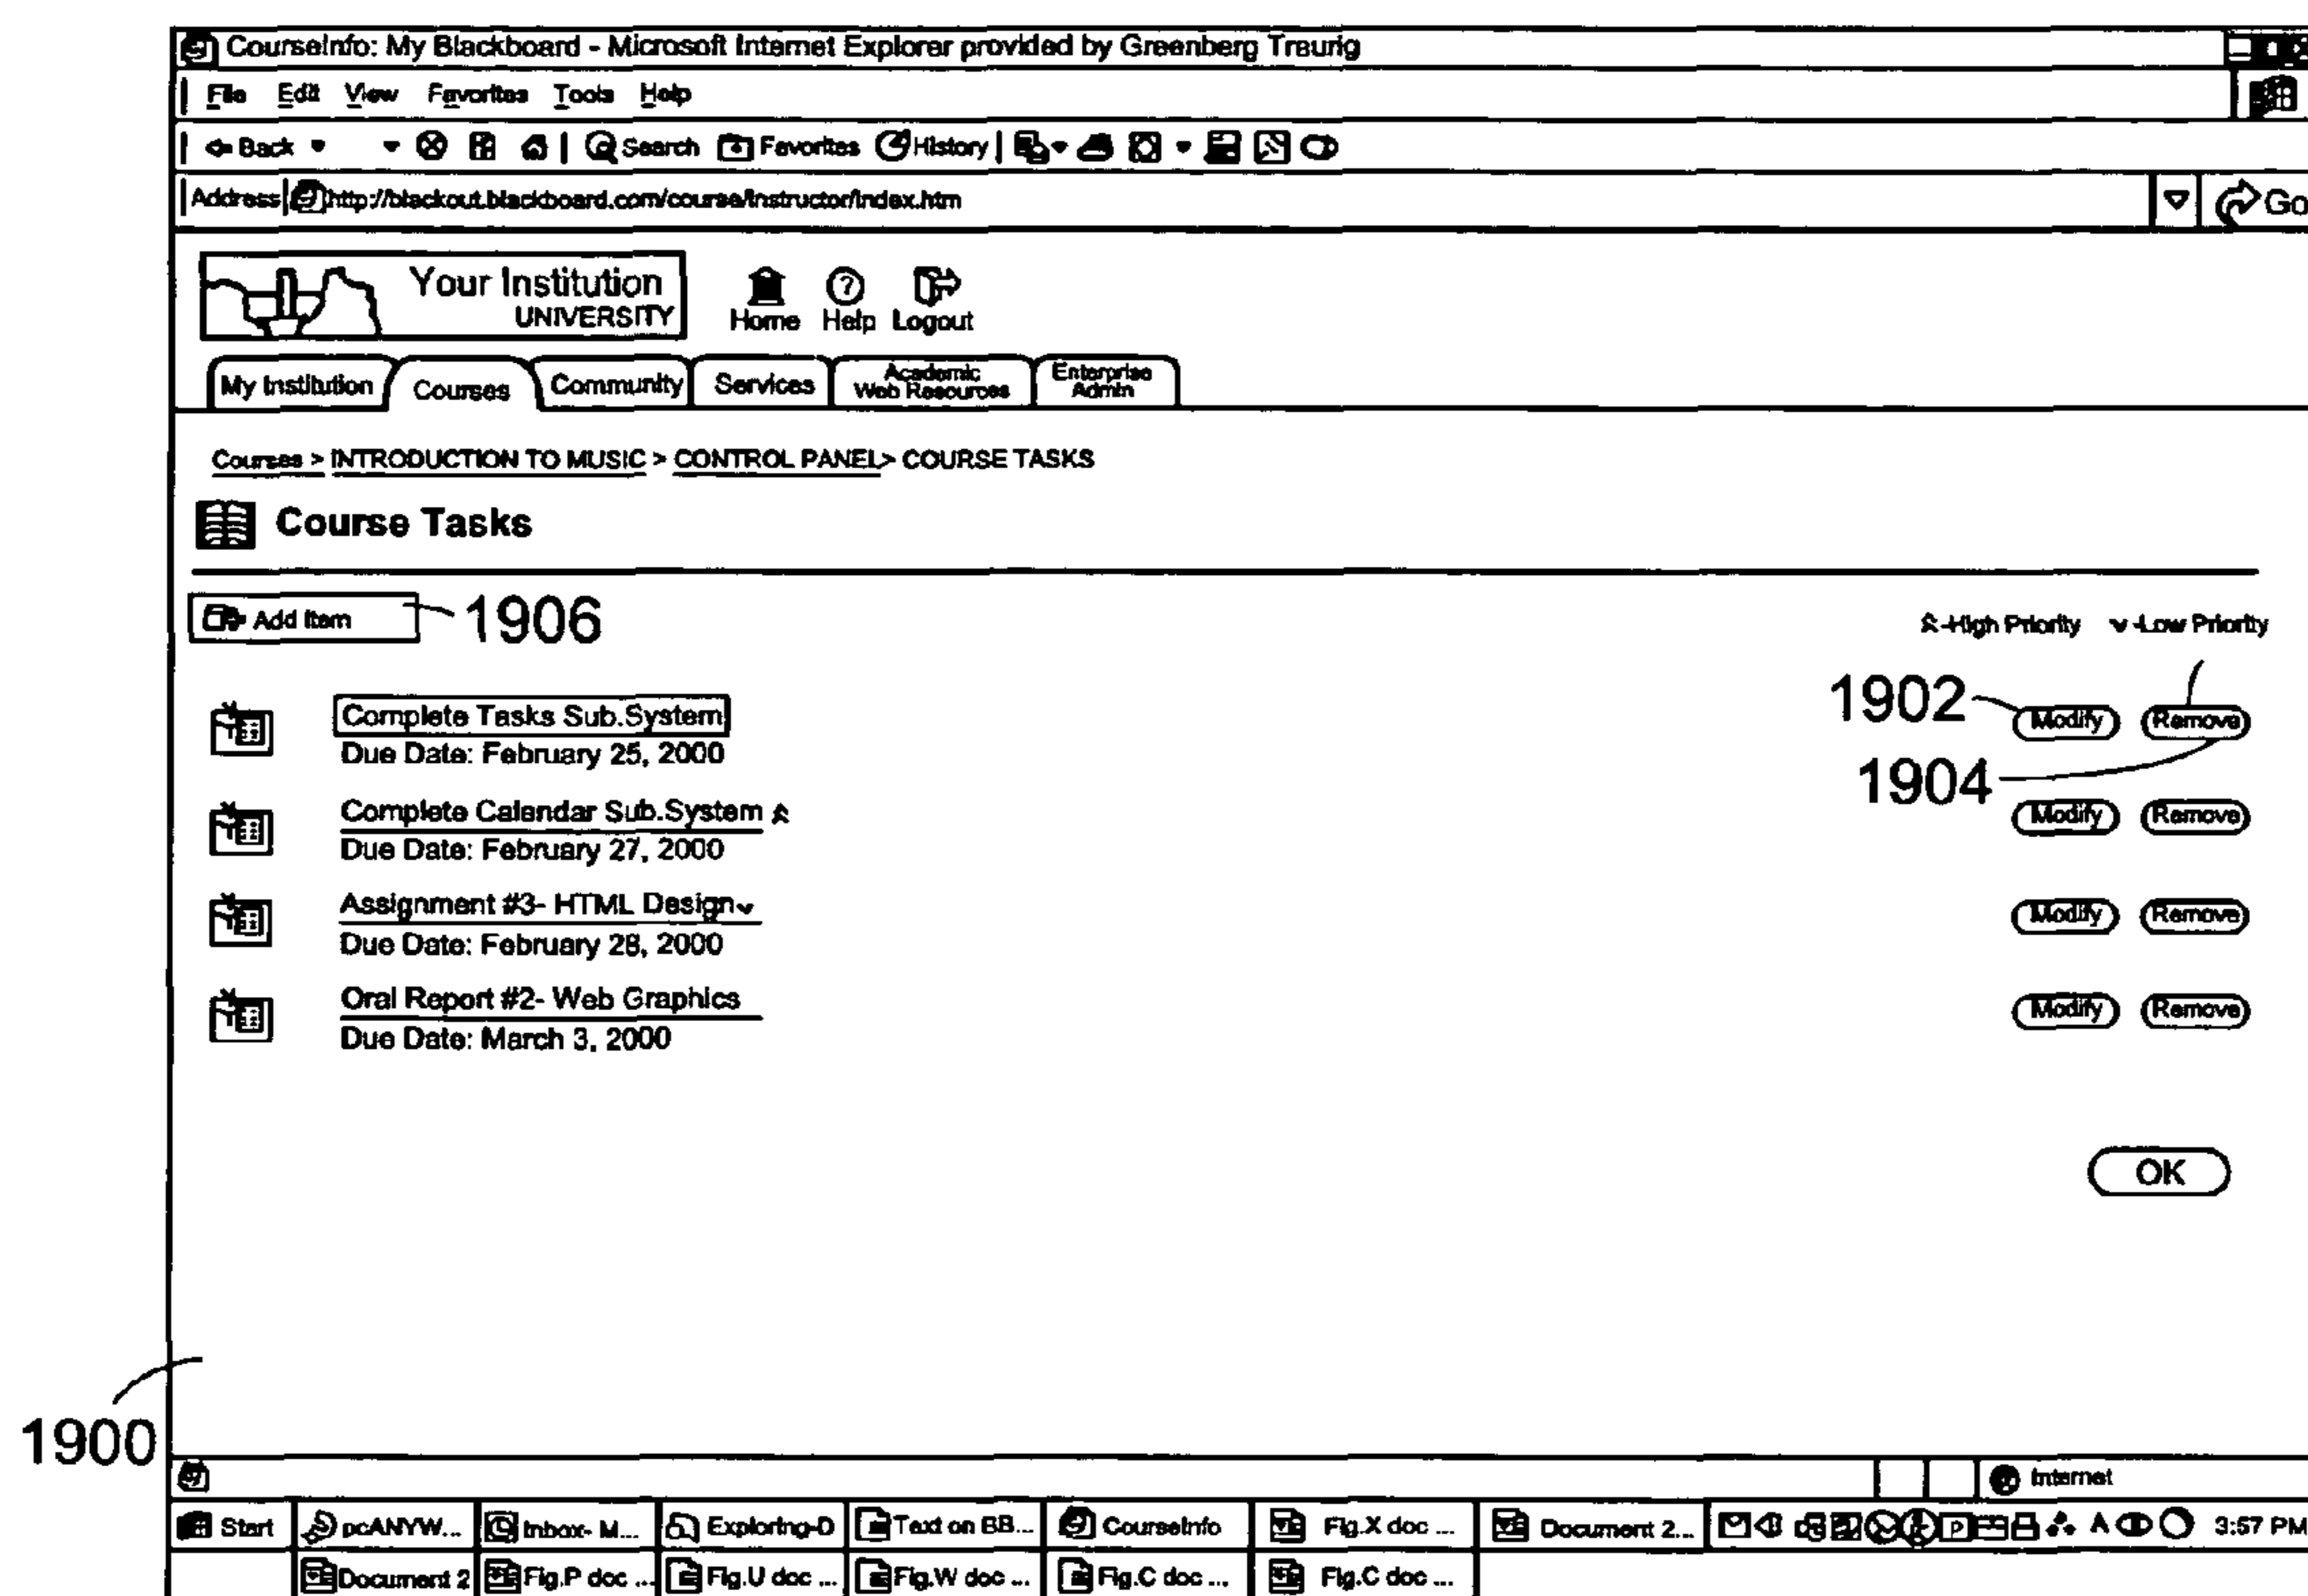 CourseInfo: My Blackboard - Microsoft Internet Explorer provided by Greenberg Traurig
File Edit View Favorites Tools Help
Back Search Favorites History
Address http://blackout.blackboard.com/course/instructor/index.htm Go
Your Institution
UNIVERSITY
Home Help Logout
My Institution Courses Community Services Academic Web Resources Enterprise Admin
Courses > INTRODUCTION TO MUSIC > CONTROL PANEL> COURSE TASKS
Course Tasks
Add Item 1906
-High Priority -Low Priority
1902
Complete Tasks Sub.System Modify Remove
Due Date: February 25, 2000
1904
Complete Calendar Sub.System Modify Remove
Due Date: February 27, 2000
Assignment #3- HTML Design Modify Remove
Due Date: February 28, 2000
Oral Report #2- Web Graphics Modify Remove
Due Date: March 3, 2000
OK
1900
Internet
Start pcANYW... Inbox- M... Exploring-D Text on BB... CourseInfo Fig.X doc ... Document 2... 3:57 PM
Document 2 Fig.P doc ... Fig.U doc ... Fig.W doc ... Fig.C doc ... Fig.C doc ...